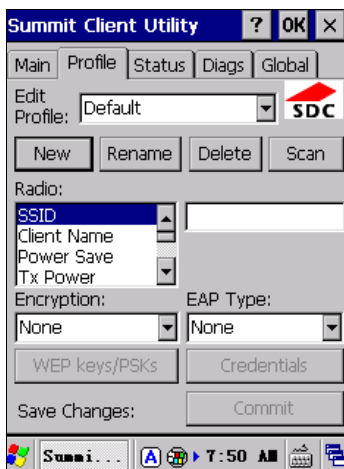 Summit Client Utility ? OK ×
Main Profile Status Diags Global
Edit Profile: Default
SDC
New Rename Delete Scan
Radio:
SSID
Client Name
Power Save
Tx Power
Encryption: EAP Type:
None None
WEP keys/PSKs Credentials
Save Changes: Commit
Summi... A 7:50 AM